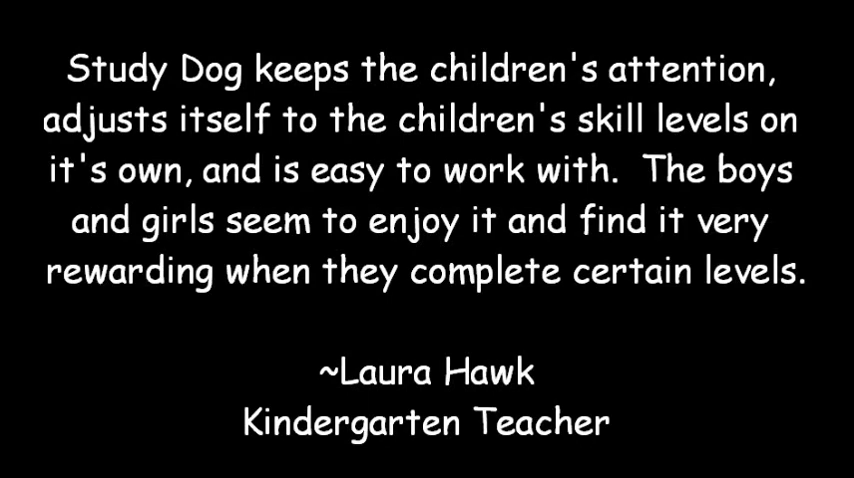 Study Dog keeps the children's attention,
adjusts itself to the children's skill levels on
it's own, and is easy to work with.  The boys
and girls seem to enjoy it and find it very
rewarding when they complete certain levels.
~Laura Hawk
Kindergarten Teacher